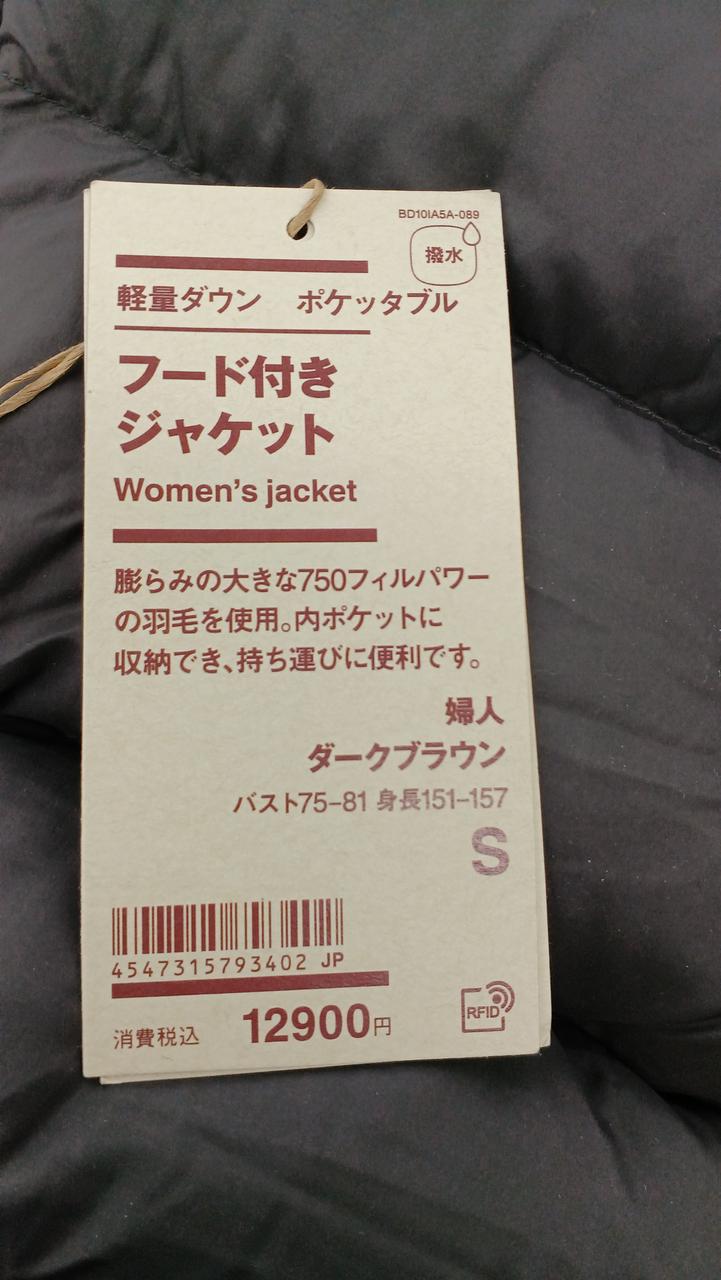 BD10IA5A-089
撥水
軽量ダウン ポケッタブル
フード付き
ジャケット
Women's jacket
膨らみの大きな750フィルパワー
の羽毛を使用。内ポケットに
収納でき、持ち運びに便利です。
婦人
ダークブラウン
バスト75-81 身長151-157
S
4547315793402 JP
消費税込 12900円
RFID